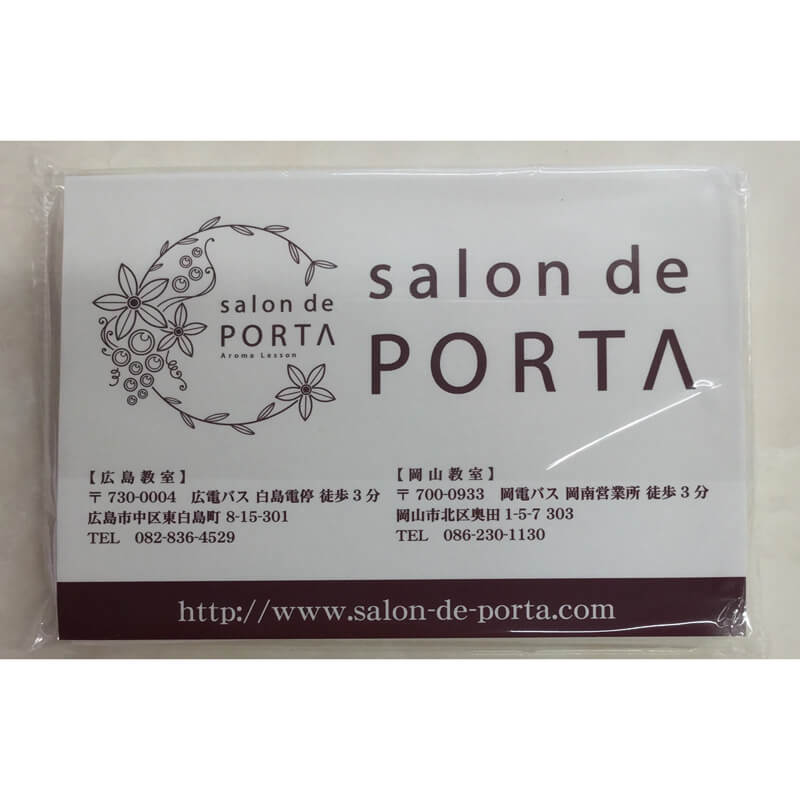 salon de
PORTA
Aroma Lesson
salon de
PORTA
【広島教室】
〒730-0004　広電バス 白島電停 徒歩3分
広島市中区東白島町 8-15-301
TEL　082-836-4529
【岡山教室】
〒700-0933　岡電バス 岡南営業所 徒歩3分
岡山市北区奥田 1-5-7 303
TEL　086-230-1130
http://www.salon-de-porta.com